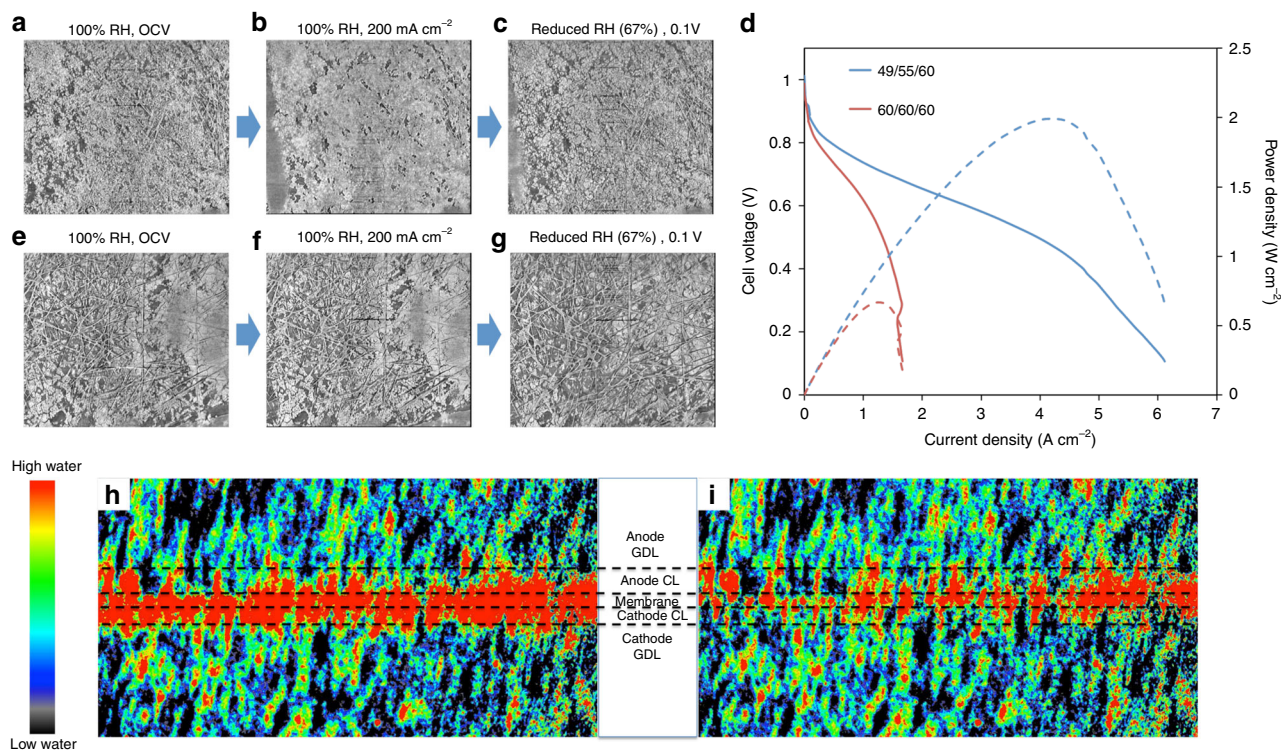 a
100% RH, OCV
b
100% RH, 200 mA cm⁻²
c
Reduced RH (67%) , 0.1V
d
49/55/60
60/60/60
1
0.8
0.6
0.4
0.2
0
Cell voltage (V)
2.5
2
1.5
1
0.5
0
Power density (W cm⁻²)
0 1 2 3 4 5 6 7
Current density (A cm⁻²)
e
100% RH, OCV
f
100% RH, 200 mA cm⁻²
g
Reduced RH (67%) , 0.1 V
High water
Low water
h
Anode
GDL
Anode CL
Membrane
Cathode CL
Cathode
GDL
i